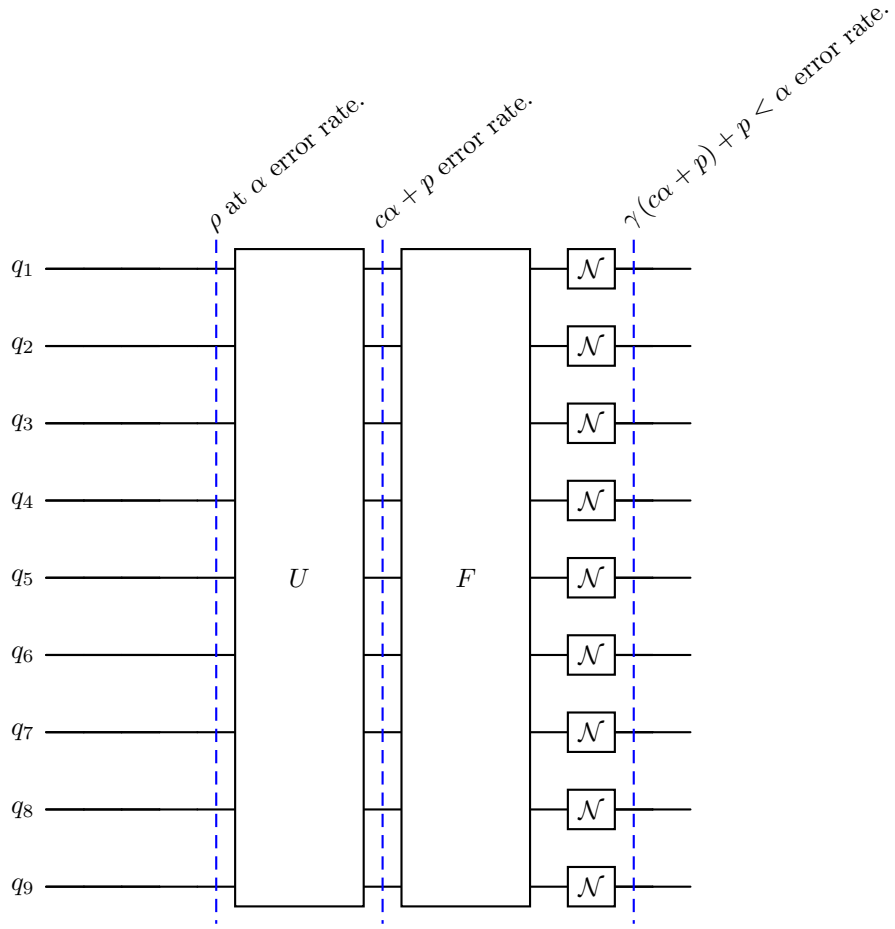 ρ at α error rate.
cα + p error rate.
γ (cα + p) + p < α error rate.
q₁ 𝒩
q₂ 𝒩
q₃ 𝒩
q₄ 𝒩
q₅ U F 𝒩
q₆ 𝒩
q₇ 𝒩
q₈ 𝒩
q₉ 𝒩